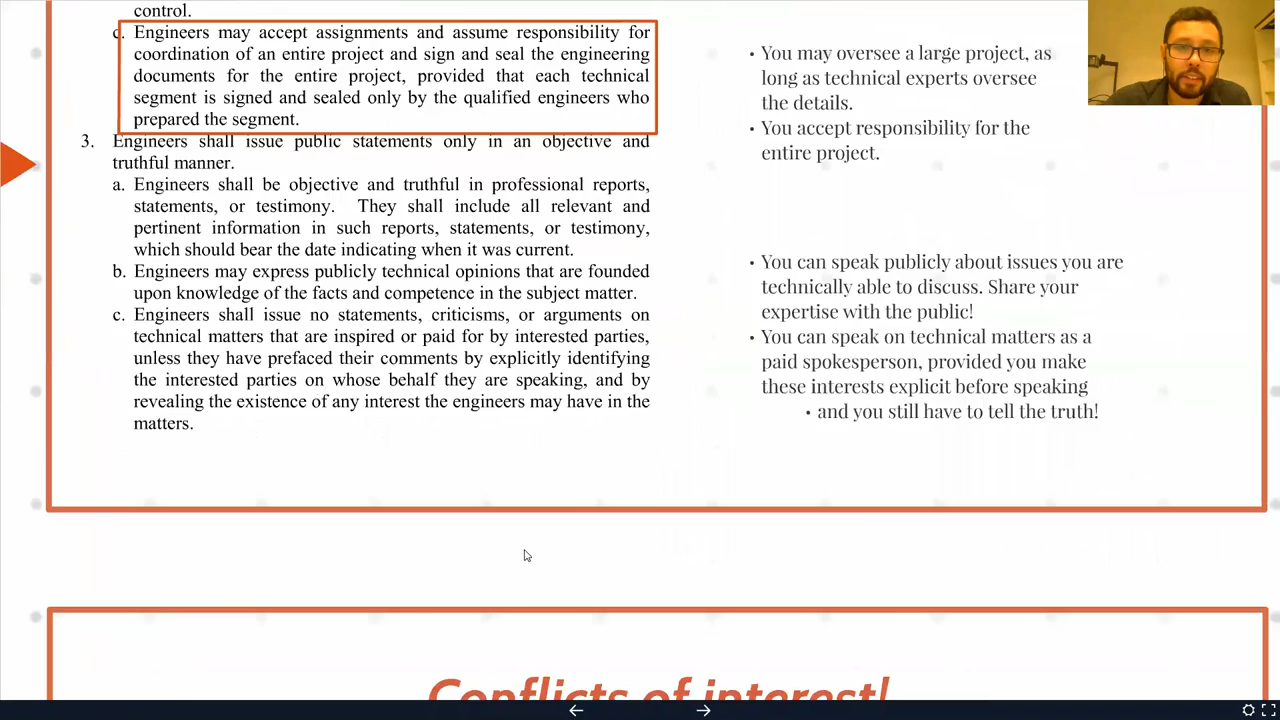 control.
c. Engineers may accept assignments and assume responsibility for
coordination of an entire project and sign and seal the engineering
documents for the entire project, provided that each technical
segment is signed and sealed only by the qualified engineers who
prepared the segment.
3. Engineers shall issue public statements only in an objective and
truthful manner.
a. Engineers shall be objective and truthful in professional reports,
statements, or testimony. They shall include all relevant and
pertinent information in such reports, statements, or testimony,
which should bear the date indicating when it was current.
b. Engineers may express publicly technical opinions that are founded
upon knowledge of the facts and competence in the subject matter.
c. Engineers shall issue no statements, criticisms, or arguments on
technical matters that are inspired or paid for by interested parties,
unless they have prefaced their comments by explicitly identifying
the interested parties on whose behalf they are speaking, and by
revealing the existence of any interest the engineers may have in the
matters.
• You may oversee a large project, as
long as technical experts oversee
the details.
• You accept responsibility for the
entire project.
• You can speak publicly about issues you are
technically able to discuss. Share your
expertise with the public!
• You can speak on technical matters as a
paid spokesperson, provided you make
these interests explicit before speaking
• and you still have to tell the truth!
Conflicts of interest!